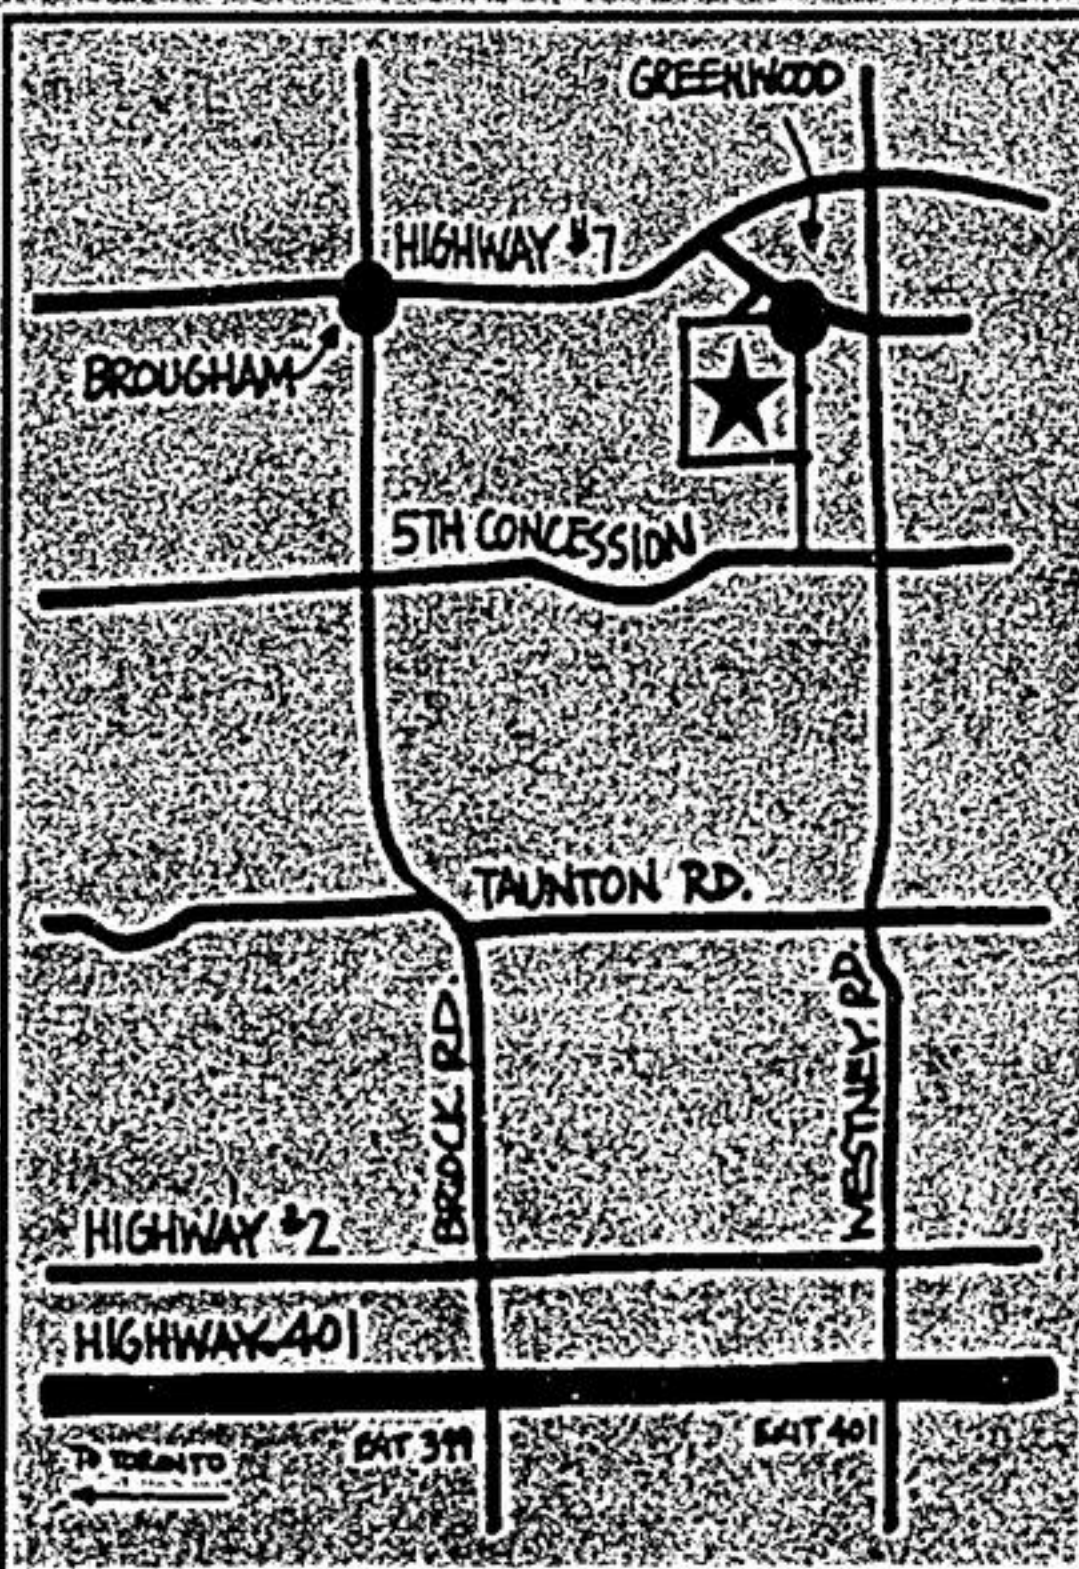 GREENWOOD
HIGHWAY #7
BROUGHAM
5TH CONCESSION
TAUNTON RD.
BROCK RD.
WESTNEY RD.
HIGHWAY #2
HIGHWAY 401
EXIT 399
EXIT 401
TO TORONTO